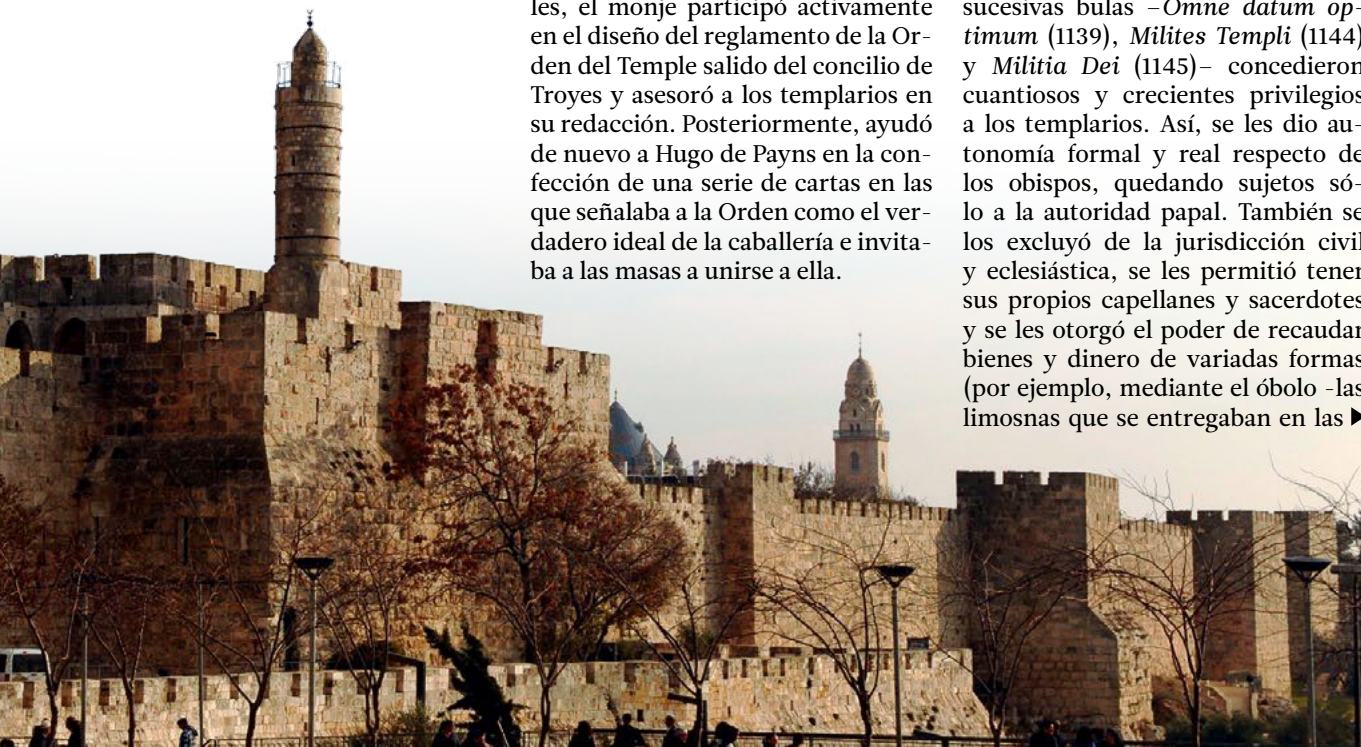 les, el monje participó activamente
en el diseño del reglamento de la Or-
den del Temple salido del concilio de
Troyes y asesoró a los templarios en
su redacción. Posteriormente, ayudó
de nuevo a Hugo de Payns en la con-
fección de una serie de cartas en las
que señalaba a la Orden como el ver-
dadero ideal de la caballería e invita-
ba a las masas a unirse a ella.
sucesivas bulas –Omne datum op-
timum (1139), Milites Templi (1144)
y Militia Dei (1145)– concedieron
cuantiosos y crecientes privilegios
a los templarios. Así, se les dio au-
tonomía formal y real respecto de
los obispos, quedando sujetos só-
lo a la autoridad papal. También se
los excluyó de la jurisdicción civil
y eclesiástica, se les permitió tener
sus propios capellanes y sacerdotes
y se les otorgó el poder de recaudar
bienes y dinero de variadas formas
(por ejemplo, mediante el óbolo -las
limosnas que se entregaban en las